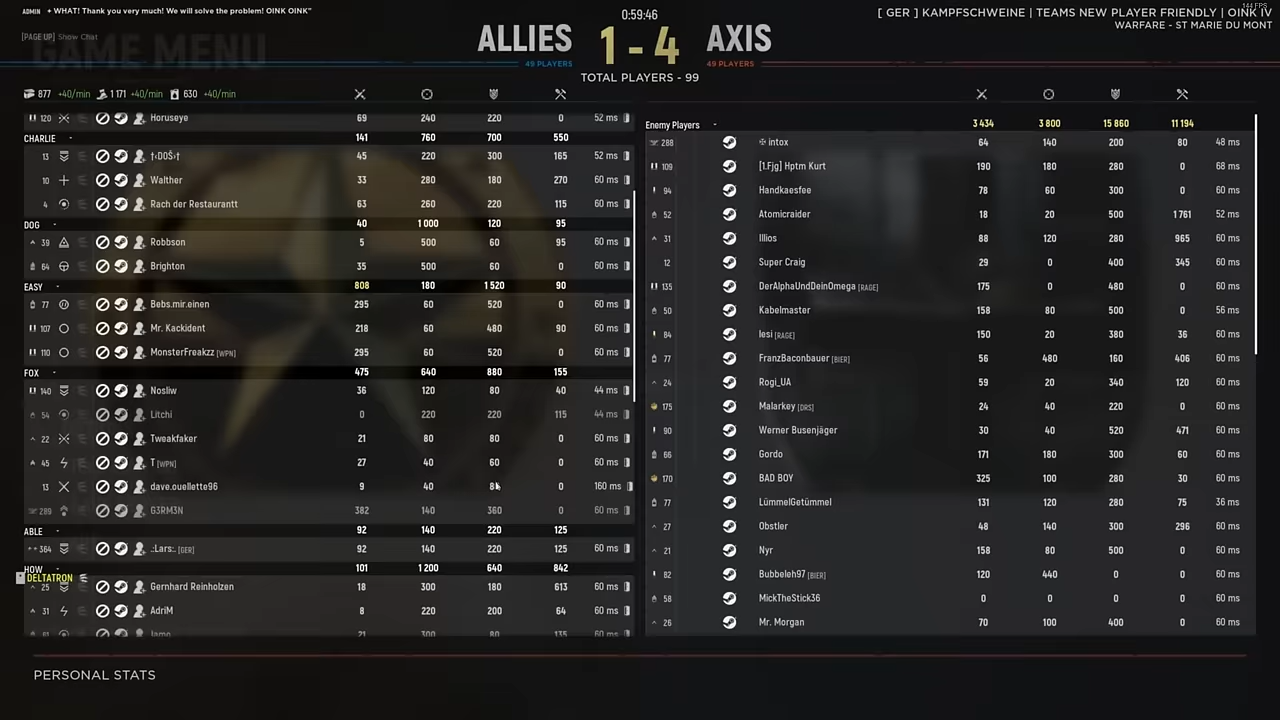 ADMIN + WHAT! Thank you very much! We will solve the problem! OINK OINK"
[PAGE UP] Show Chat
GAME MENU
0:59:46
ALLIES 1 - 4 AXIS
49 PLAYERS 49 PLAYERS
TOTAL PLAYERS - 99
144 FPS
[ GER ] KAMPFSCHWEINE | TEAMS NEW PLAYER FRIENDLY | OINK IV
WARFARE - ST MARIE DU MONT
877 +40/min 1 171 +40/min 630 +40/min
120 Horuseye 69 240 220 0 52 ms
CHARLIE - 141 760 700 550
13 †‹DOŠ›† 45 220 300 165 52 ms
10 Walther 33 280 180 270 60 ms
4 Rach der Restaurantt 63 260 220 115 60 ms
DOG - 40 1 000 120 95
39 Robbson 5 500 60 95 60 ms
64 Brighton 35 500 60 0 60 ms
EASY - 808 180 1 520 90
77 Bebs.mir.einen 295 60 520 0 60 ms
107 Mr. Kackident 218 60 480 90 60 ms
110 MonsterFreakzz [WPN] 295 60 520 0 60 ms
FOX - 475 640 880 155
140 Nosliw 36 120 80 40 44 ms
54 Litchi 0 220 220 115 44 ms
22 Tweakfaker 21 80 80 0 60 ms
45 T [WPN] 27 40 60 0 60 ms
13 dave.ouellette96 9 40 80 0 160 ms
289 G3RM3N 382 140 360 0 60 ms
ABLE - 92 140 220 125
364 .:Lars:. [GER] 92 140 220 125 60 ms
HOW - 101 1 200 640 842
DELTATRON
25 Gernhard Reinholzen 18 300 180 613 60 ms
31 AdriM 8 220 200 64 60 ms
81 Jamo 21 300 80 135 60 ms
Enemy Players - 3 434 3 800 15 860 11 194
288 ✠ intox 64 140 200 80 48 ms
109 [1.Fjg] Hptm Kurt 190 180 280 0 68 ms
94 Handkaesfee 78 60 300 0 60 ms
52 Atomicraider 18 20 500 1 761 52 ms
31 Illios 88 120 280 965 60 ms
12 Super Craig 29 0 400 345 60 ms
135 DerAlphaUndDeinOmega [RAGE] 175 0 480 0 60 ms
50 Kabelmaster 158 80 500 0 56 ms
84 lesi [RAGE] 150 20 380 36 60 ms
77 FranzBaconbauer [BIER] 56 480 160 406 60 ms
24 Rogi_UA 59 20 340 120 60 ms
175 Malarkey [DRS] 24 40 220 0 60 ms
90 Werner Busenjäger 30 40 520 471 60 ms
66 Gordo 171 180 300 60 60 ms
170 BAD BOY 325 100 280 30 60 ms
77 LümmelGetümmel 131 120 280 75 36 ms
27 Obstler 48 140 300 296 60 ms
21 Nyr 158 80 500 0 60 ms
82 Bubbeleh97 [BIER] 120 440 0 0 60 ms
58 MickTheStick36 0 0 0 0 60 ms
26 Mr. Morgan 70 100 400 0 60 ms
PERSONAL STATS